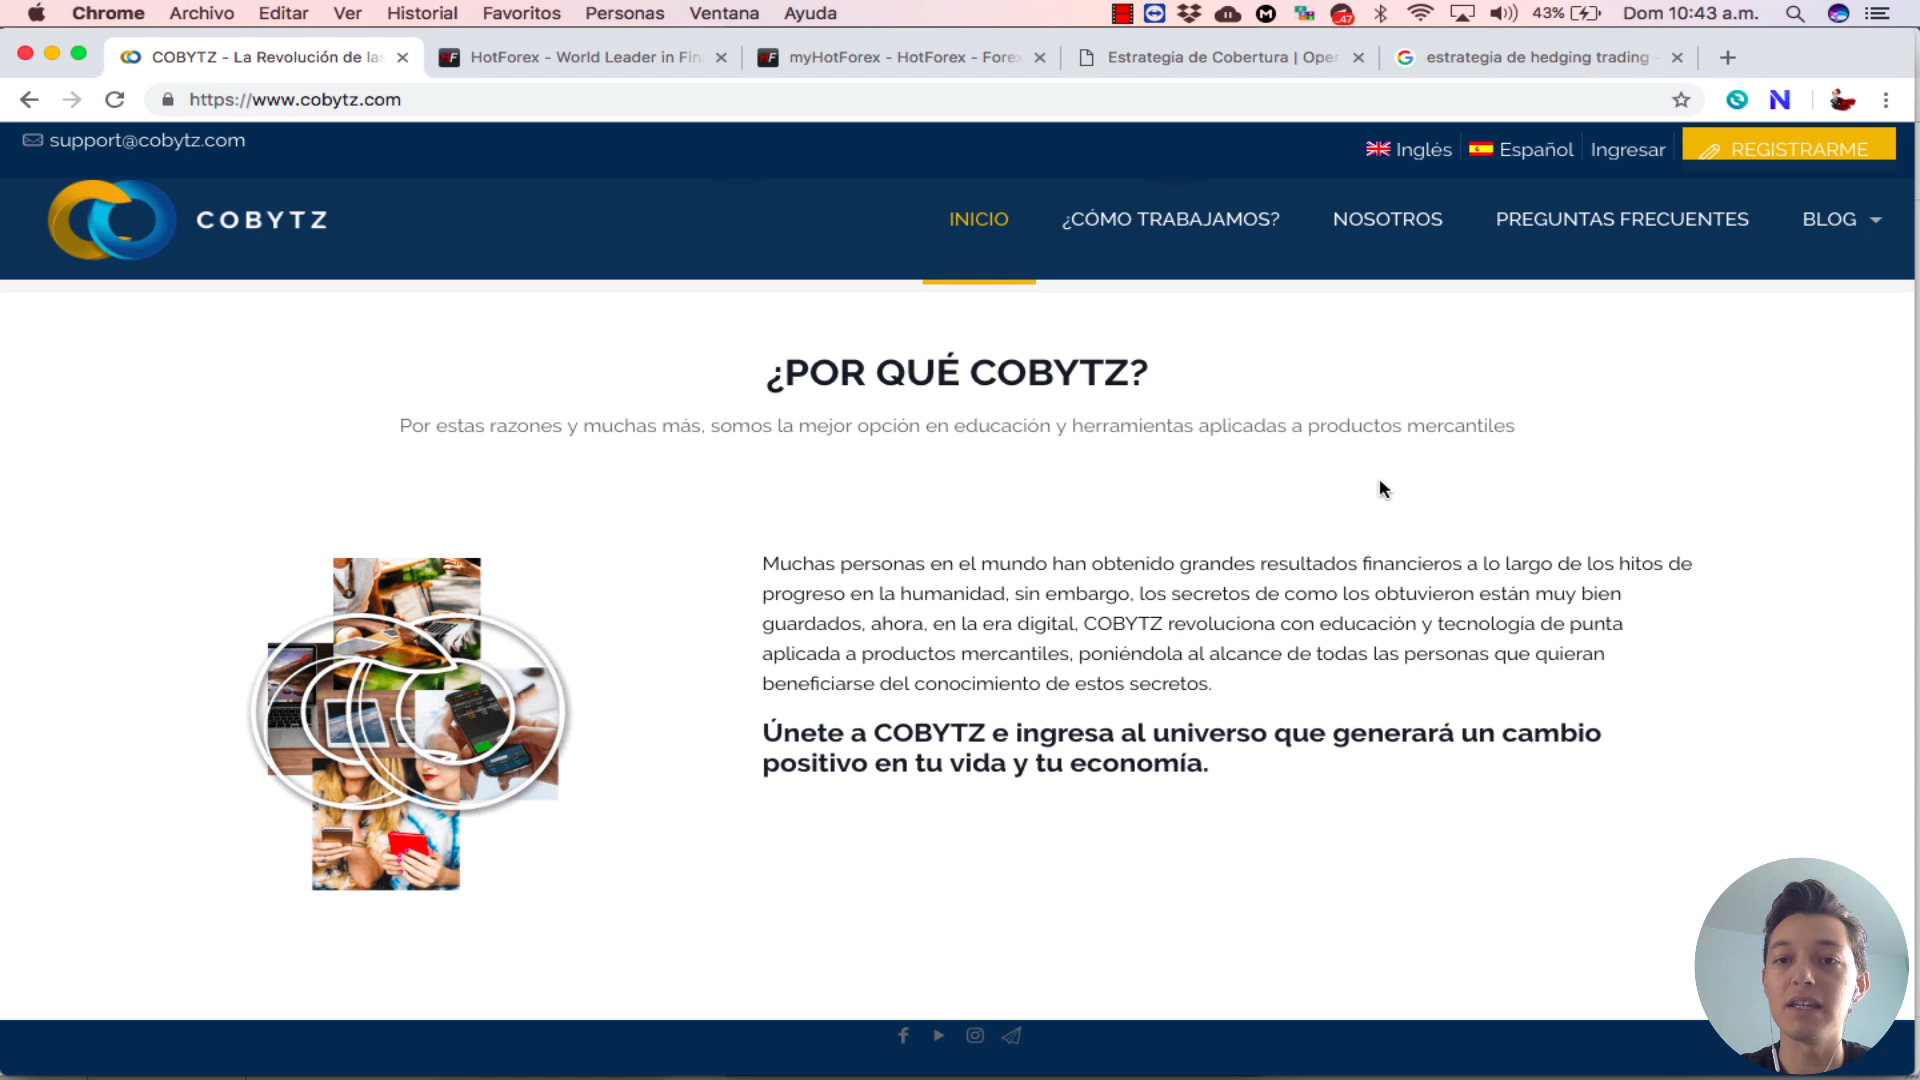 Chrome Archivo Editar Ver Historial Favoritos Personas Ventana Ayuda 47 43% Dom 10:43 a.m.
COBYTZ - La Revolución de las HotForex - World Leader in Fin myHotForex - HotForex - Forex Estrategia de Cobertura | Oper estrategia de hedging trading -
https://www.cobytz.com
support@cobytz.com
Inglés Español Ingresar REGISTRARME
COBYTZ
INICIO ¿CÓMO TRABAJAMOS? NOSOTROS PREGUNTAS FRECUENTES BLOG
¿POR QUÉ COBYTZ?
Por estas razones y muchas más, somos la mejor opción en educación y herramientas aplicadas a productos mercantiles
Muchas personas en el mundo han obtenido grandes resultados financieros a lo largo de los hitos de
progreso en la humanidad, sin embargo, los secretos de como los obtuvieron están muy bien
guardados, ahora, en la era digital, COBYTZ revoluciona con educación y tecnología de punta
aplicada a productos mercantiles, poniéndola al alcance de todas las personas que quieran
beneficiarse del conocimiento de estos secretos.
Únete a COBYTZ e ingresa al universo que generará un cambio
positivo en tu vida y tu economía.